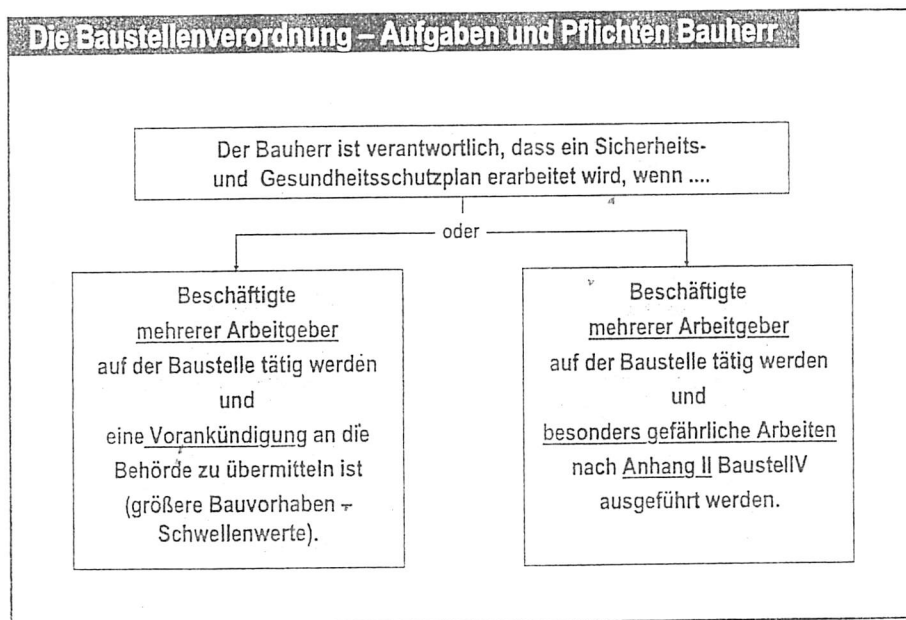 Die Baustellenverordnung – Aufgaben und Pflichten Bauherr
Der Bauherr ist verantwortlich, dass ein Sicherheits-
und Gesundheitsschutzplan erarbeitet wird, wenn ....
oder
Beschäftigte
mehrerer Arbeitgeber
auf der Baustelle tätig werden
und
eine Vorankündigung an die
Behörde zu übermitteln ist
(größere Bauvorhaben –
Schwellenwerte).
Beschäftigte
mehrerer Arbeitgeber
auf der Baustelle tätig werden
und
besonders gefährliche Arbeiten
nach Anhang II BaustellV
ausgeführt werden.